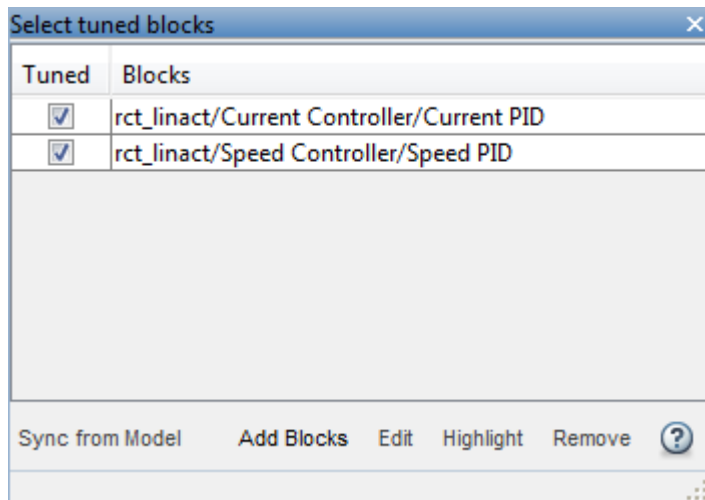 Select tuned blocks
Tuned Blocks
rct_linact/Current Controller/Current PID
rct_linact/Speed Controller/Speed PID
Sync from Model Add Blocks Edit Highlight Remove ?